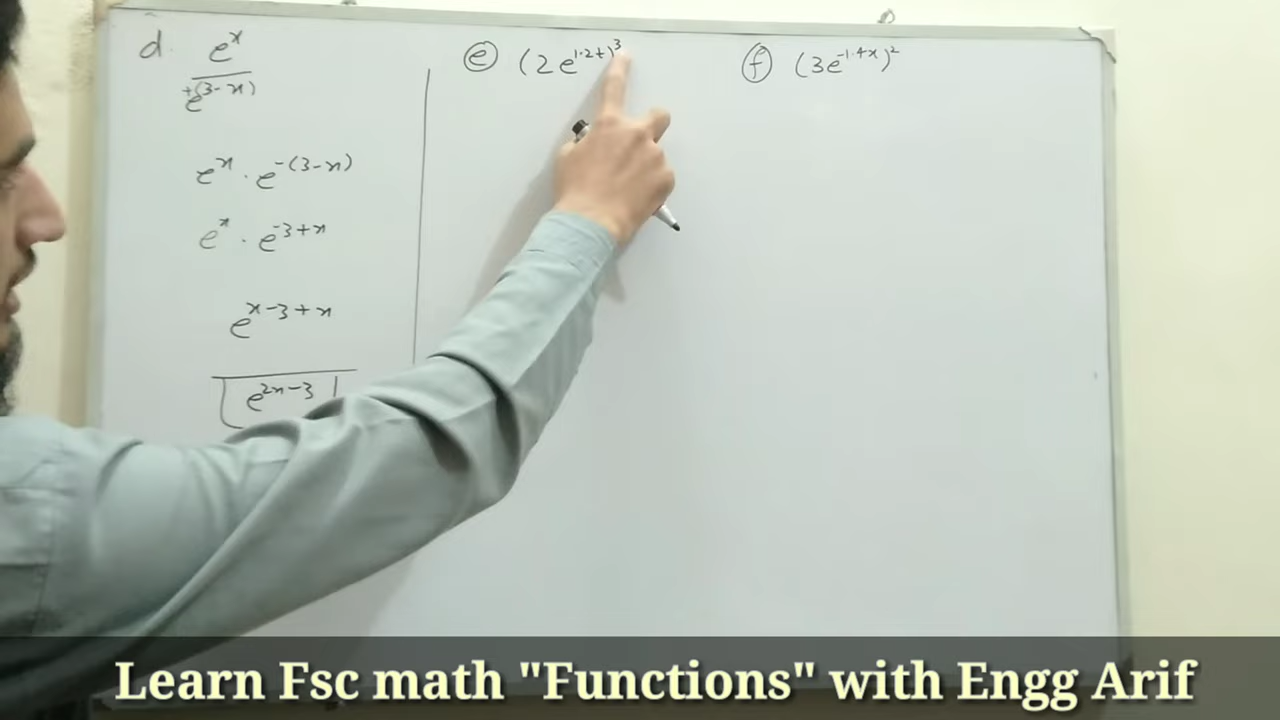 d. e^x
e^+(3-x)
e^x . e^-(3-x)
e^x . e^-3+x
e^x-3+x
e^2x-3
(e) (2e^1.2t)^3
(f) (3e^-1.4x)^2
Learn Fsc math "Functions" with Engg Arif